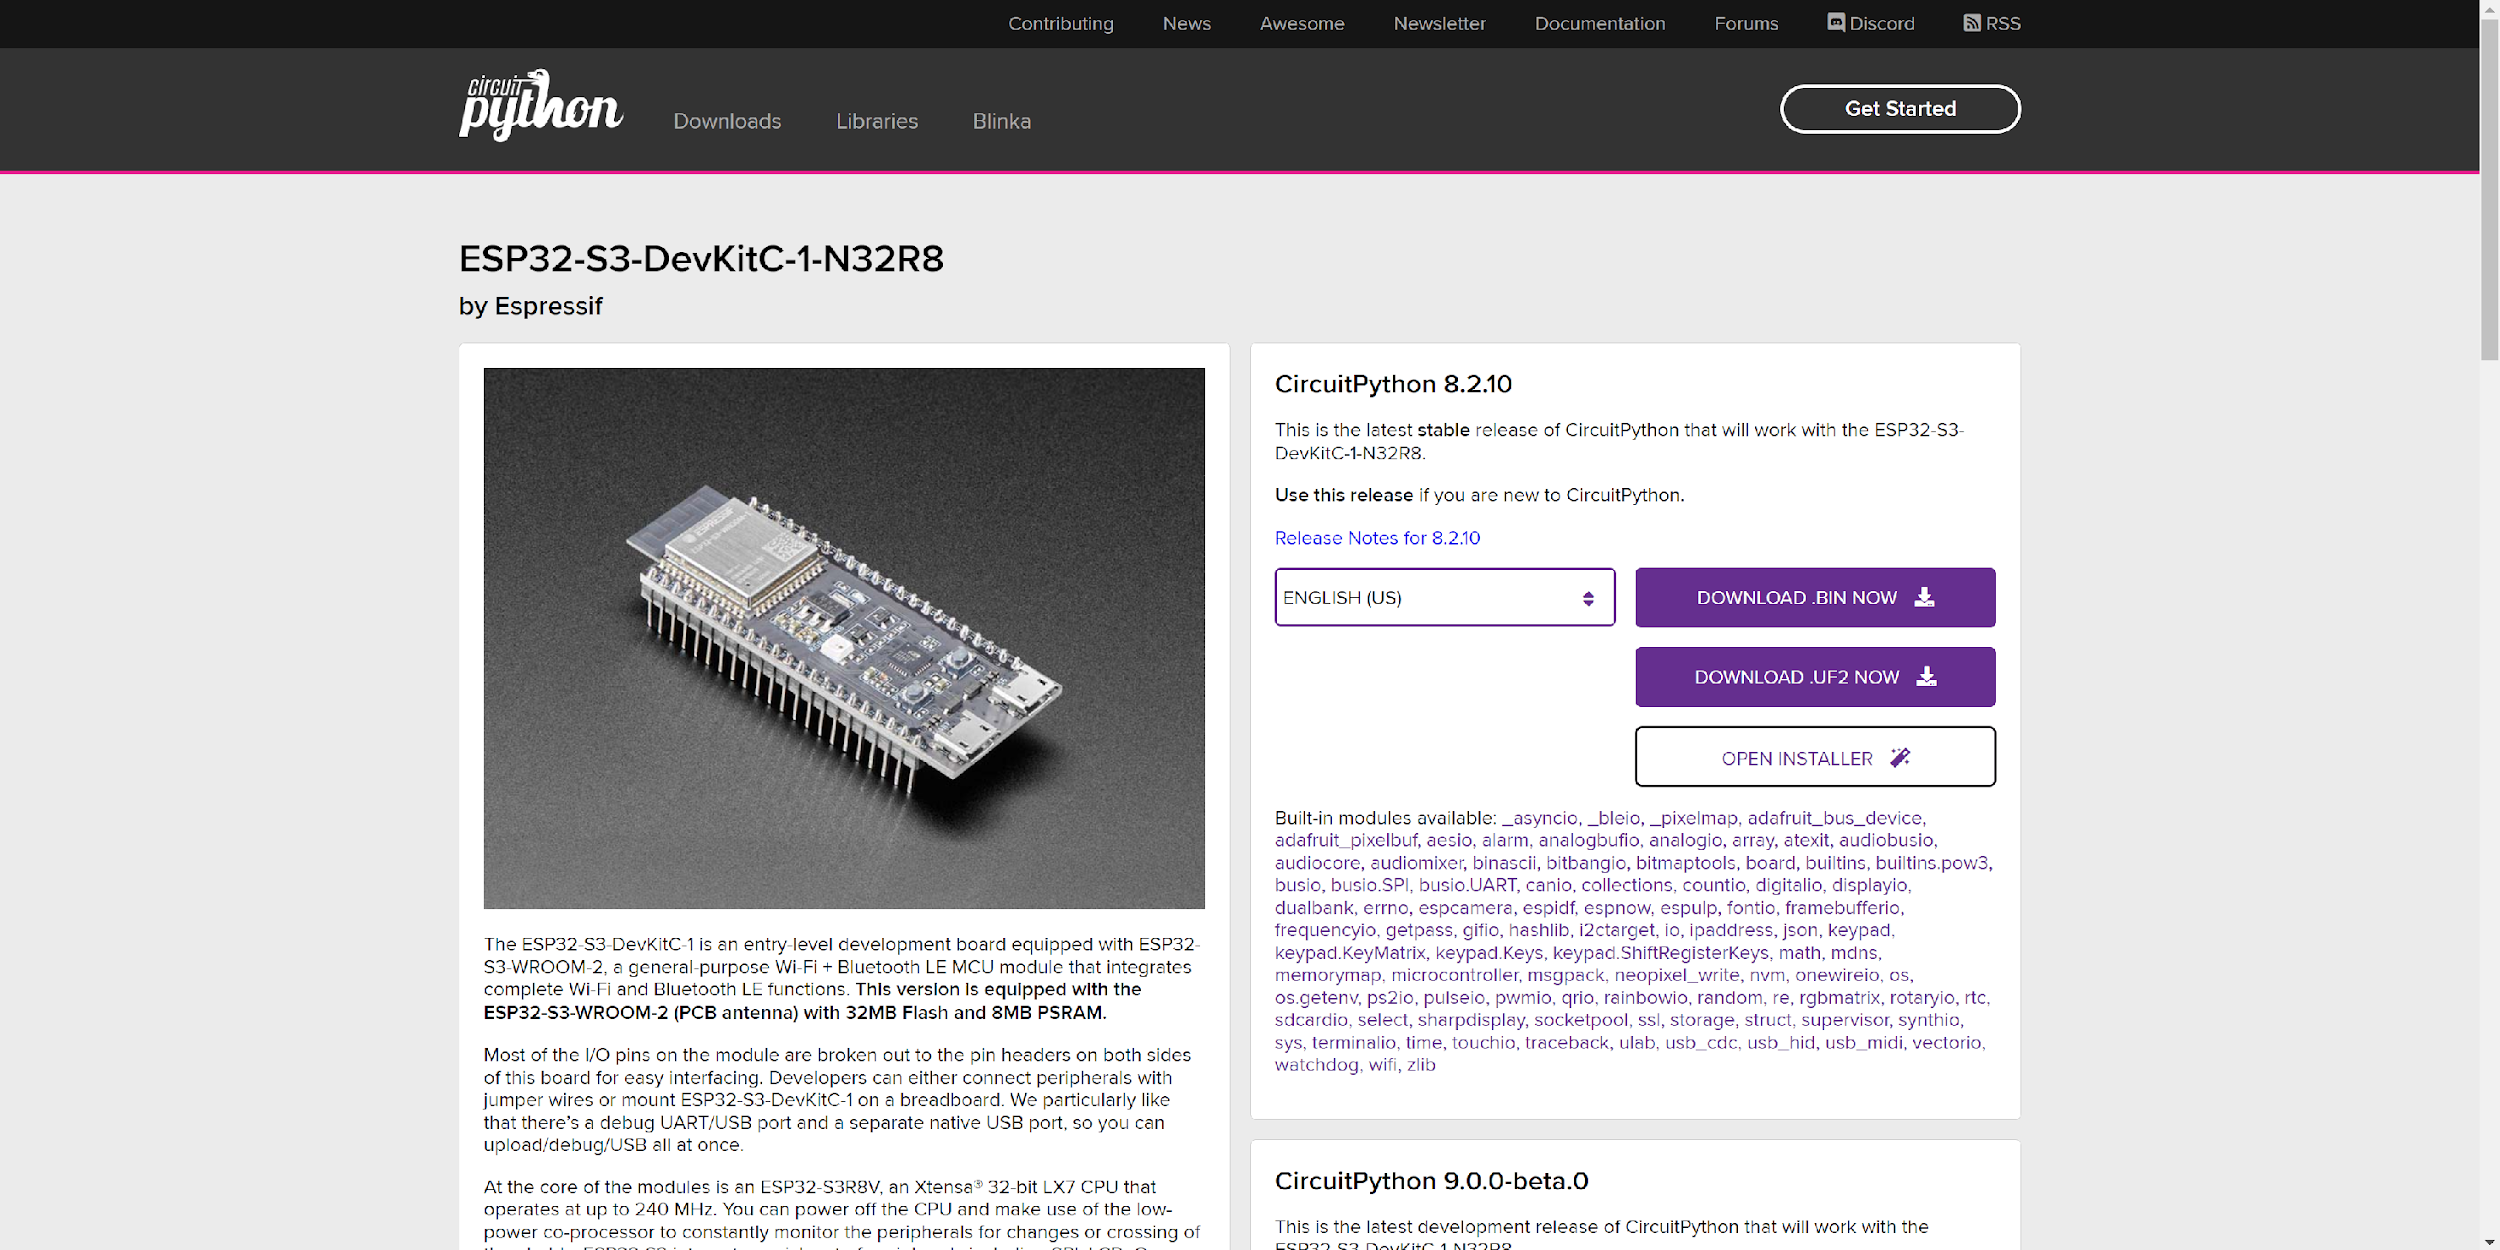 Contributing News Awesome Newsletter Documentation Forums Discord RSS
circuit
python
Downloads Libraries Blinka
Get Started
ESP32-S3-DevKitC-1-N32R8
by Espressif
The ESP32-S3-DevKitC-1 is an entry-level development board equipped with ESP32-
S3-WROOM-2, a general-purpose Wi-Fi + Bluetooth LE MCU module that integrates
complete Wi-Fi and Bluetooth LE functions. This version is equipped with the
ESP32-S3-WROOM-2 (PCB antenna) with 32MB Flash and 8MB PSRAM.
Most of the I/O pins on the module are broken out to the pin headers on both sides
of this board for easy interfacing. Developers can either connect peripherals with
jumper wires or mount ESP32-S3-DevKitC-1 on a breadboard. We particularly like
that there’s a debug UART/USB port and a separate native USB port, so you can
upload/debug/USB all at once.
At the core of the modules is an ESP32-S3R8V, an Xtensa® 32-bit LX7 CPU that
operates at up to 240 MHz. You can power off the CPU and make use of the low-
power co-processor to constantly monitor the peripherals for changes or crossing of
CircuitPython 8.2.10
This is the latest stable release of CircuitPython that will work with the ESP32-S3-
DevKitC-1-N32R8.
Use this release if you are new to CircuitPython.
Release Notes for 8.2.10
ENGLISH (US)
DOWNLOAD .BIN NOW
DOWNLOAD .UF2 NOW
OPEN INSTALLER
Built-in modules available: _asyncio, _bleio, _pixelmap, adafruit_bus_device,
adafruit_pixelbuf, aesio, alarm, analogbufio, analogio, array, atexit, audiobusio,
audiocore, audiomixer, binascii, bitbangio, bitmaptools, board, builtins, builtins.pow3,
busio, busio.SPI, busio.UART, canio, collections, countio, digitalio, displayio,
dualbank, errno, espcamera, espidf, espnow, espulp, fontio, framebufferio,
frequencyio, getpass, gifio, hashlib, i2ctarget, io, ipaddress, json, keypad,
keypad.KeyMatrix, keypad.Keys, keypad.ShiftRegisterKeys, math, mdns,
memorymap, microcontroller, msgpack, neopixel_write, nvm, onewireio, os,
os.getenv, ps2io, pulseio, pwmio, qrio, rainbowio, random, re, rgbmatrix, rotaryio, rtc,
sdcardio, select, sharpdisplay, socketpool, ssl, storage, struct, supervisor, synthio,
sys, terminalio, time, touchio, traceback, ulab, usb_cdc, usb_hid, usb_midi, vectorio,
watchdog, wifi, zlib
CircuitPython 9.0.0-beta.0
This is the latest development release of CircuitPython that will work with the
ESP32-S3-DevKitC-1-N32R8